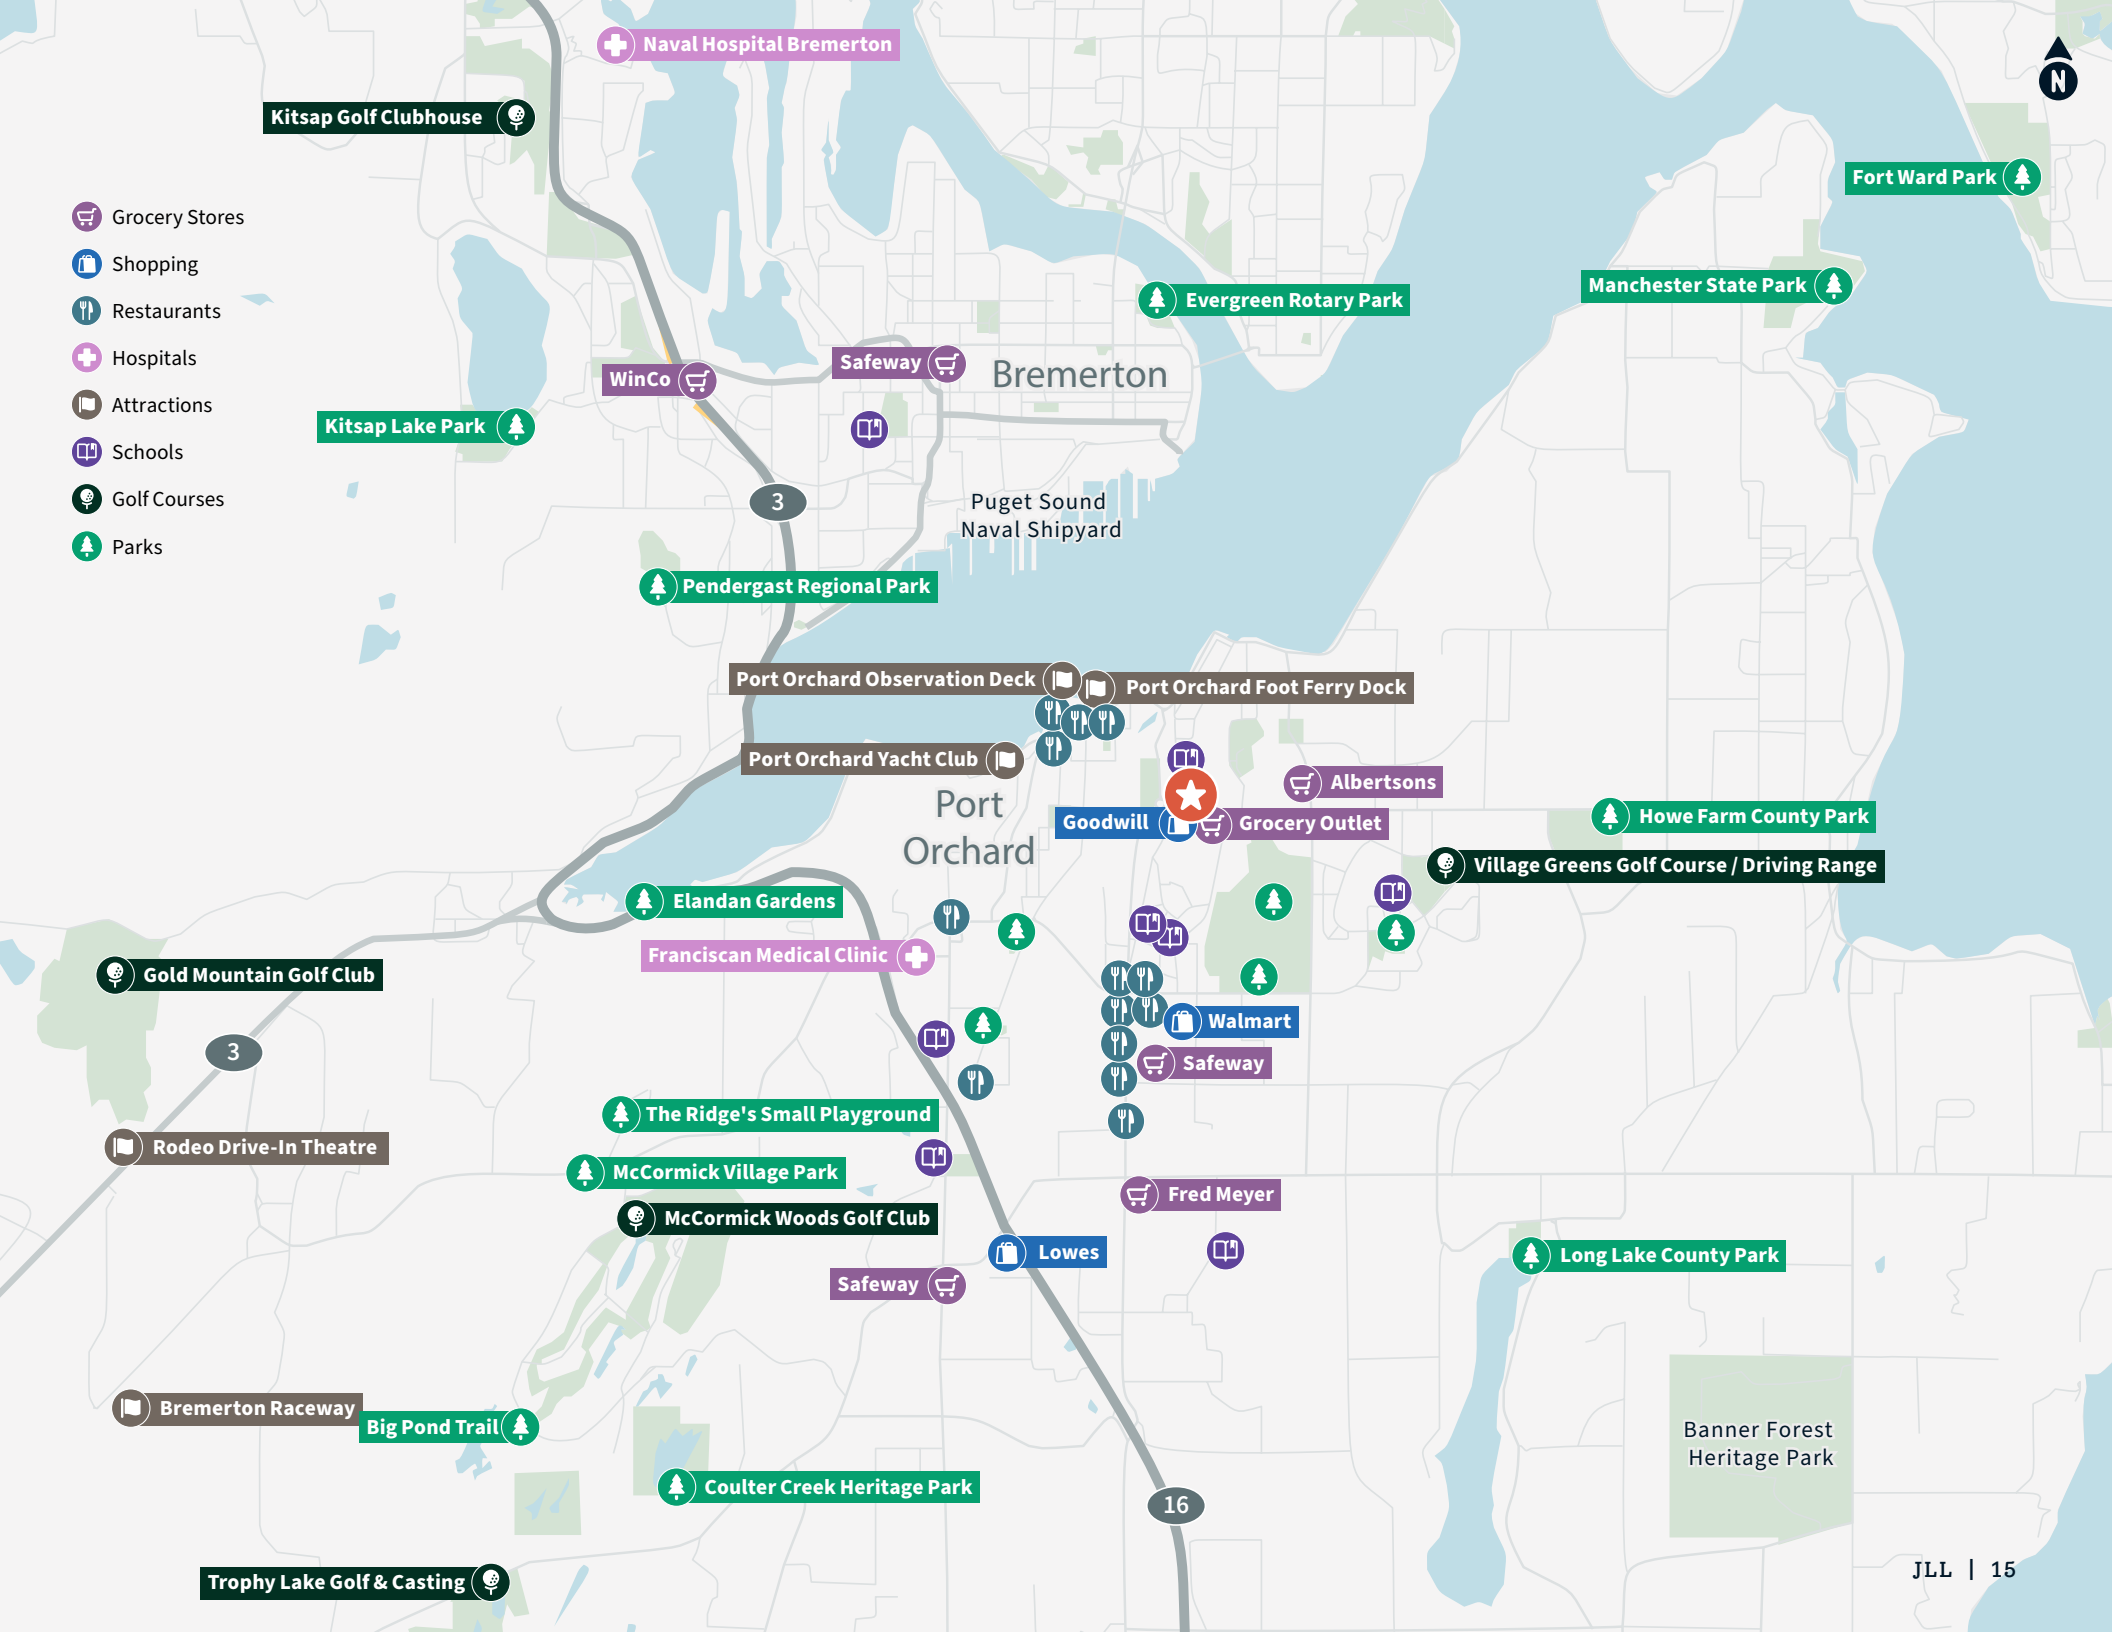 Naval Hospital Bremerton
N
Kitsap Golf Clubhouse
Fort Ward Park
Grocery Stores
Shopping
Restaurants
Hospitals
Attractions
Schools
Golf Courses
Parks
Manchester State Park
Evergreen Rotary Park
Safeway
Bremerton
WinCo
Kitsap Lake Park
3
Puget Sound
Naval Shipyard
Pendergast Regional Park
Port Orchard Observation Deck
Port Orchard Foot Ferry Dock
Port Orchard Yacht Club
Albertsons
Port
Orchard
Goodwill
Grocery Outlet
Howe Farm County Park
Village Greens Golf Course / Driving Range
Elandan Gardens
Franciscan Medical Clinic
Gold Mountain Golf Club
Walmart
3
Safeway
The Ridge's Small Playground
Rodeo Drive-In Theatre
McCormick Village Park
Fred Meyer
McCormick Woods Golf Club
Lowes
Long Lake County Park
Safeway
Bremerton Raceway
Big Pond Trail
Banner Forest
Heritage Park
Coulter Creek Heritage Park
16
Trophy Lake Golf & Casting
JLL | 15